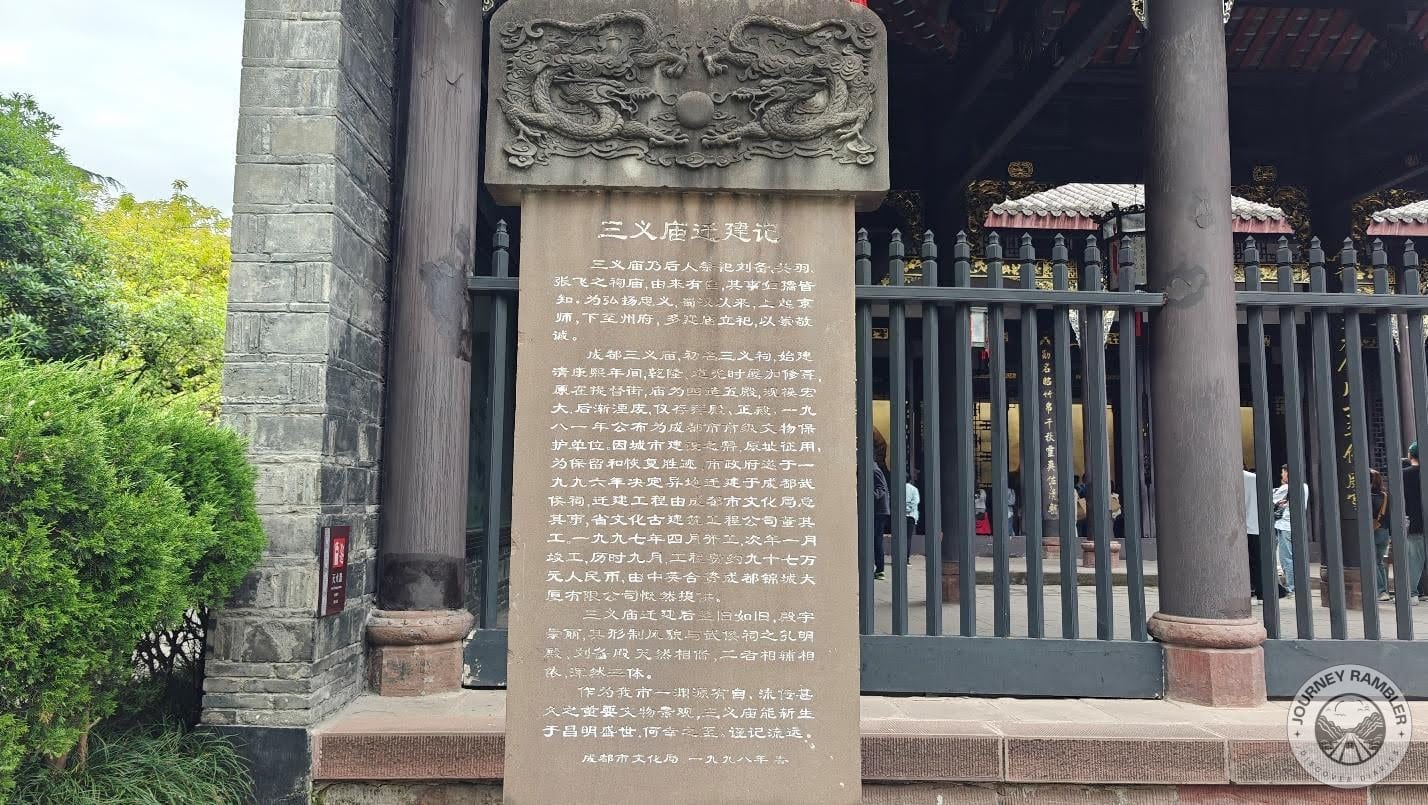 三义庙迁建记
三义庙乃后人祭祀刘备、关羽、
张飞之祠庙，由来有自，其事妇孺皆
知。为弘扬忠义，蜀汉以来，上起京
师，下至州府，多建庙立祀，以崇敬
诚。
成都三义庙，初名三义祠，始建
清康熙年间，乾隆、道光时屡加修葺，
原在提督街，庙为四造五殿，规模宏
大，后渐湮废，仅存拜殿、正殿。一九
八一年公布为成都市市级文物保
护单位。因城市建设之需，原址征用，
为保留和恢复胜迹，市政府遂于一
九九六年决定异地迁建于成都武
侯祠，迁建工程由成都市文化局总
其事，省文化古建筑工程公司董其
工。一九九七年四月升工，次年一月
竣工，历时九月，工程费约九十七万
元人民币，由中英合资成都锦城大
厦有限公司慨然提供。
三义庙迁建后整旧如旧，殿宇
崇丽，其形制风貌与武侯祠之孔明
殿、刘备殿天然相偕，二者相辅相
依，浑然一体。
作为我市一渊源有自、流传甚
久之重要文物景观，三义庙能新生
于昌明盛世，何幸之至。谨记流远。
成都市文化局 一九九八年
JOURNEY RAMBLER
DISCOVER DIARIES